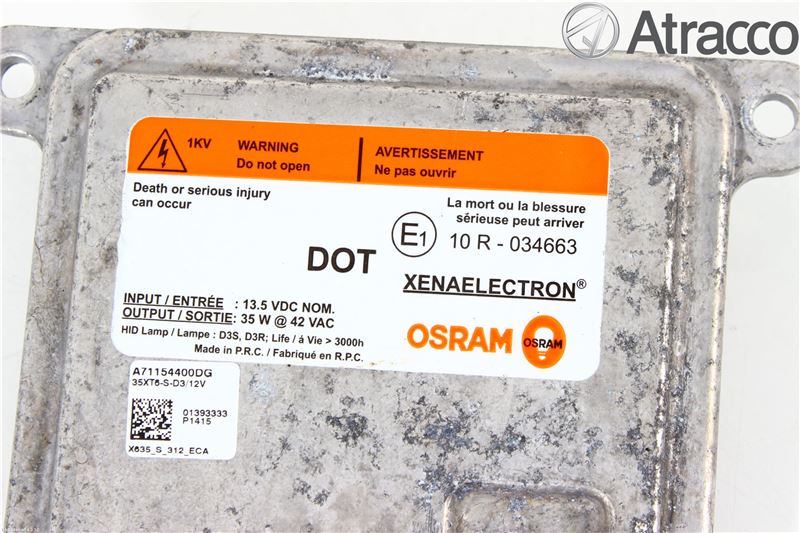 Atracco
1KV
WARNING
Do not open
AVERTISSEMENT
Ne pas ouvrir
Death or serious injury
can occur
La mort ou la blessure
sérieuse peut arriver
E1 10 R - 034663
DOT
XENAELECTRON®
INPUT / ENTRÉE : 13.5 VDC NOM.
OUTPUT / SORTIE: 35 W @ 42 VAC
HID Lamp / Lampe : D3S, D3R; Life / á Vie > 3000h
Made in P.R.C. / Fabriqué en R.P.C.
OSRAM
OSRAM
A71154400DG
35XT6-S-D3/12V
01393333
P1415
X635_S_312_ECA